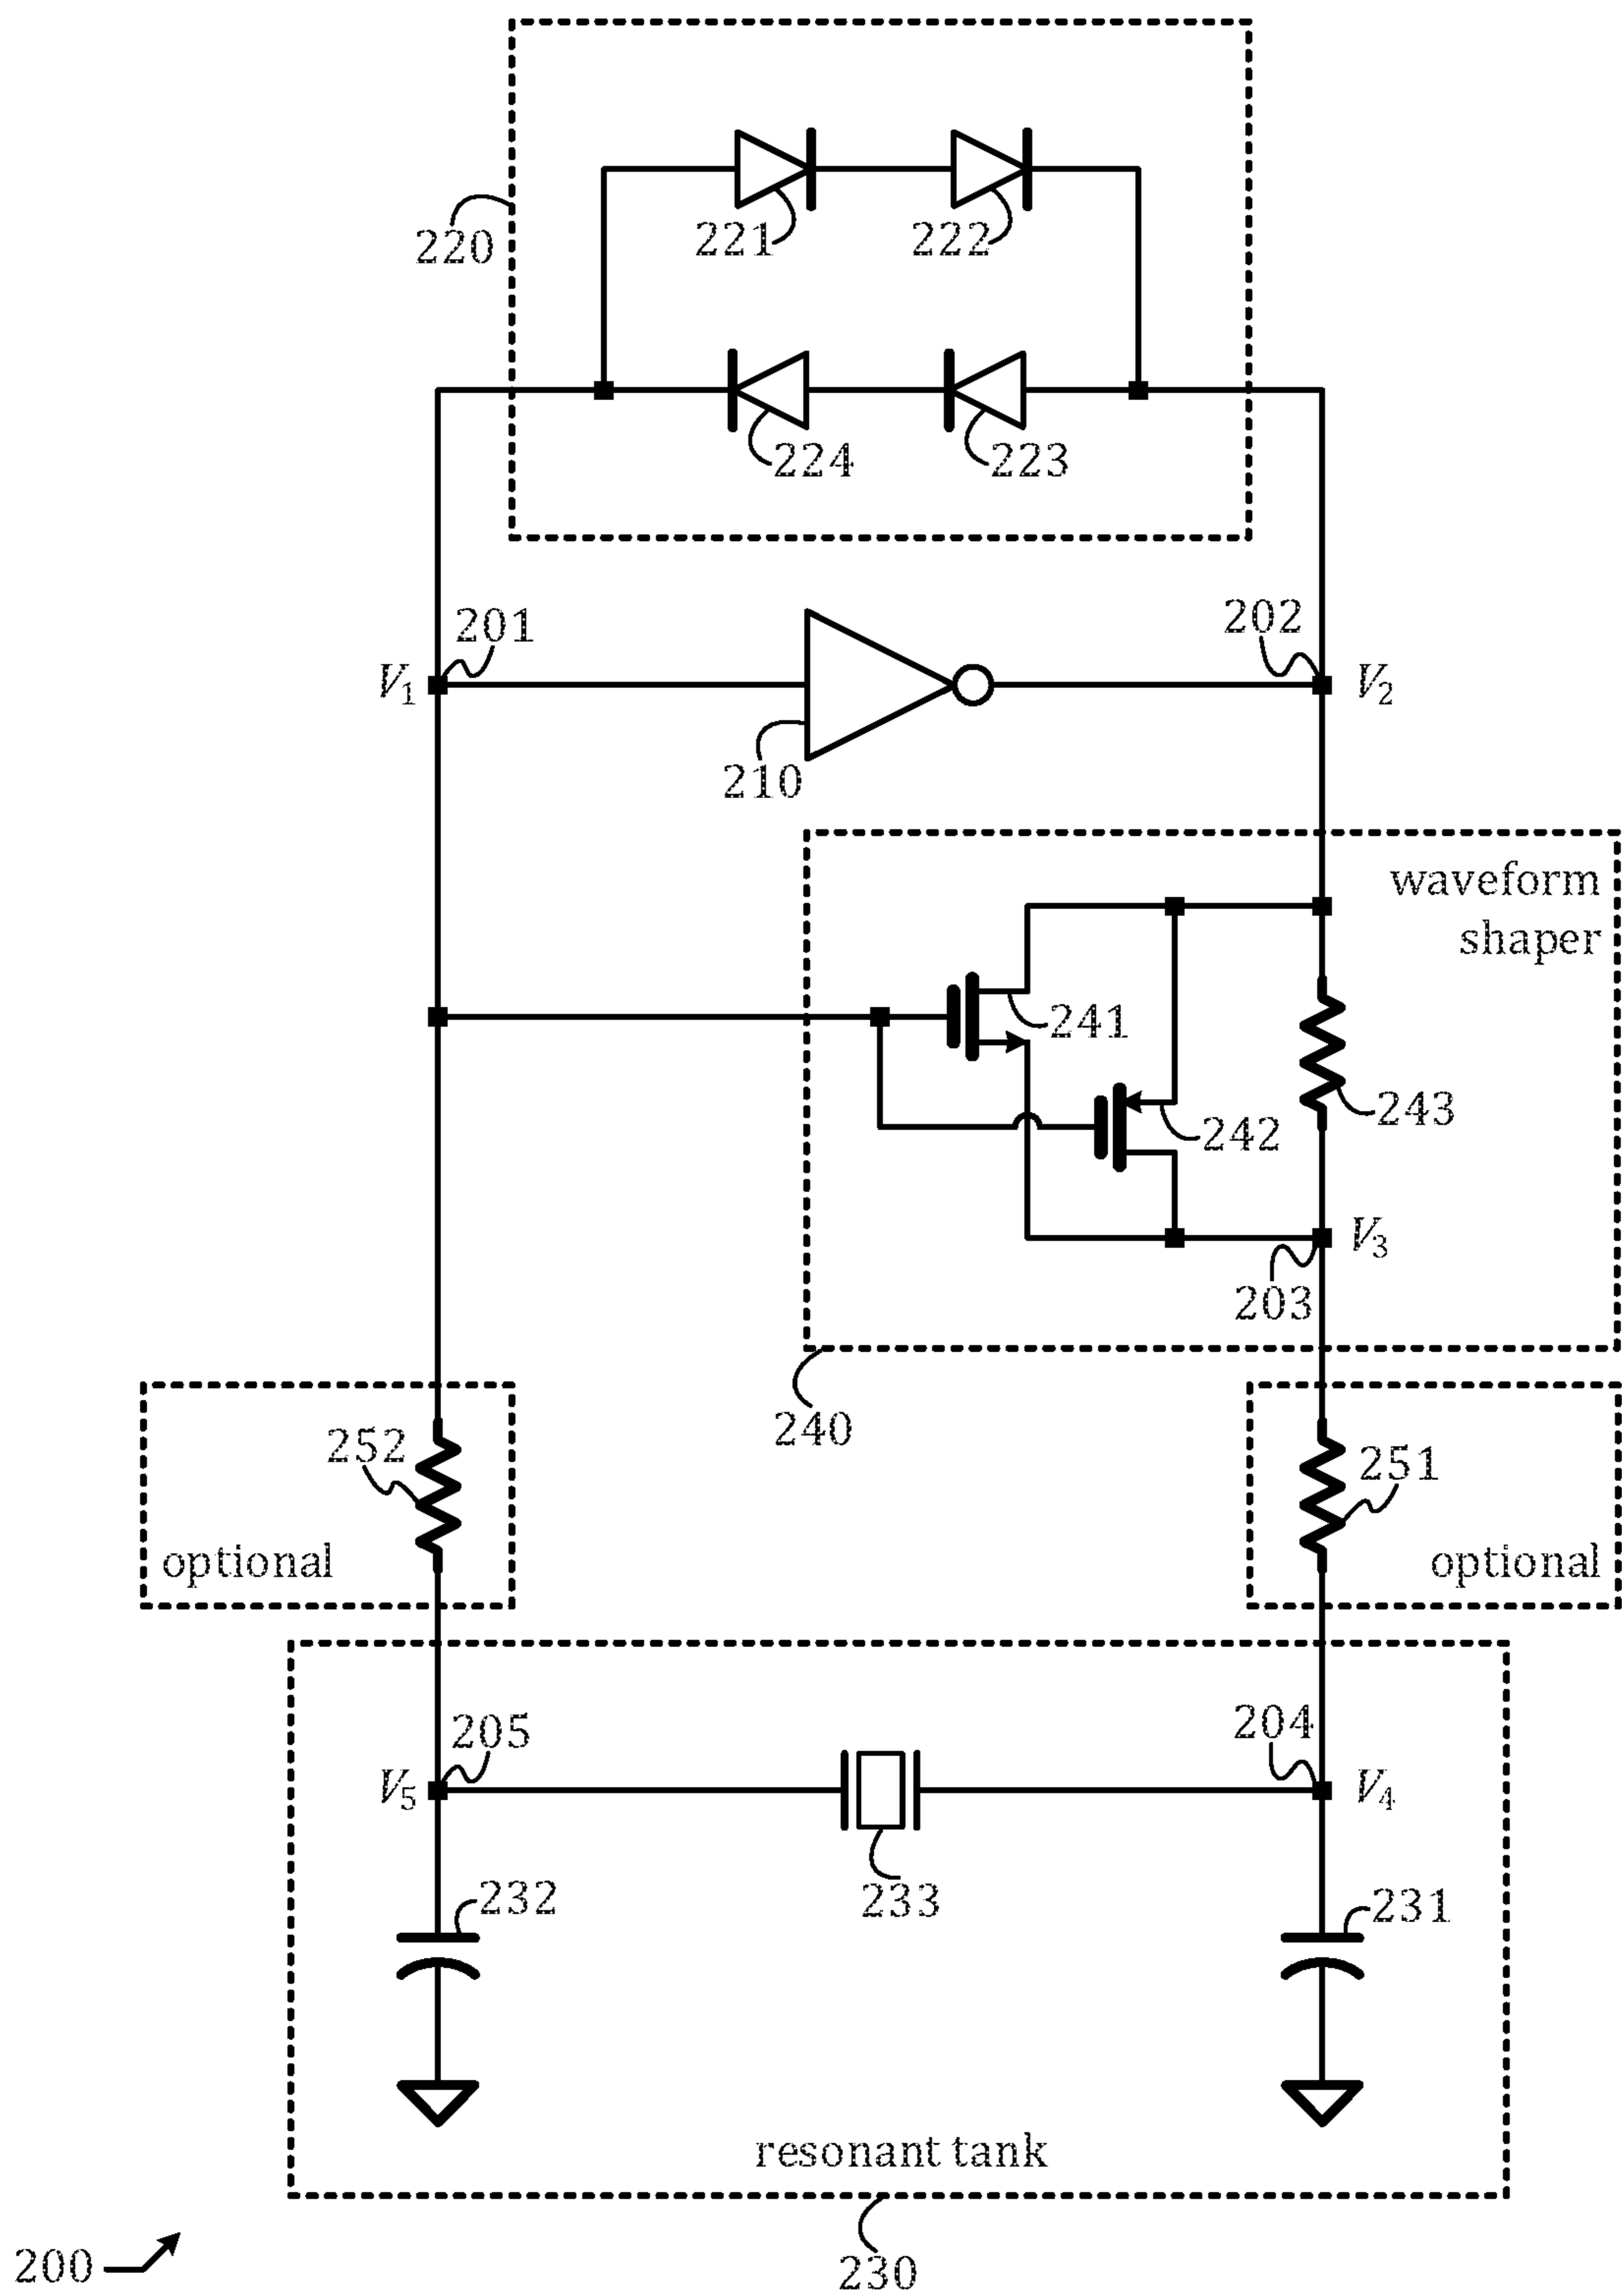 221
222
220
224
223
201
202
V1
V2
210
waveform
shaper
241
242
243
V3
203
240
252
251
optional
optional
205
204
V5
V4
233
232
231
resonant tank
200
230